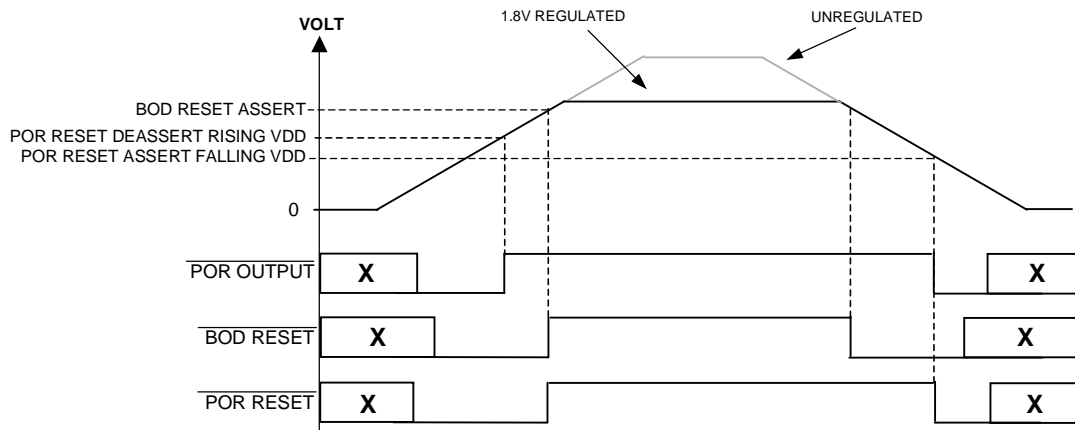 1.8V REGULATED
UNREGULATED
VOLT
BOD RESET ASSERT
POR RESET DEASSERT RISING VDD
POR RESET ASSERT FALLING VDD
0
POR OUTPUT
X
X
BOD RESET
X
X
POR RESET
X
X